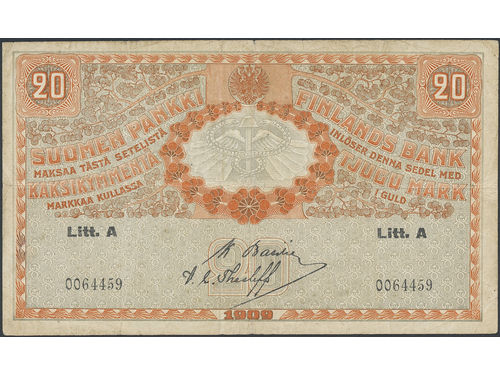 20 20
SUOMEN PANKKI FINLANDS BANK
MAKSAA TÄSTÄ SETELISTÄ INLÖSER DENNA SEDEL MED
KAKSIKYMMENTÄ TJUGU MARK
MARKKAA KULLASSA I GULD
Litt. A Litt. A
20
0064459 0064459
1909